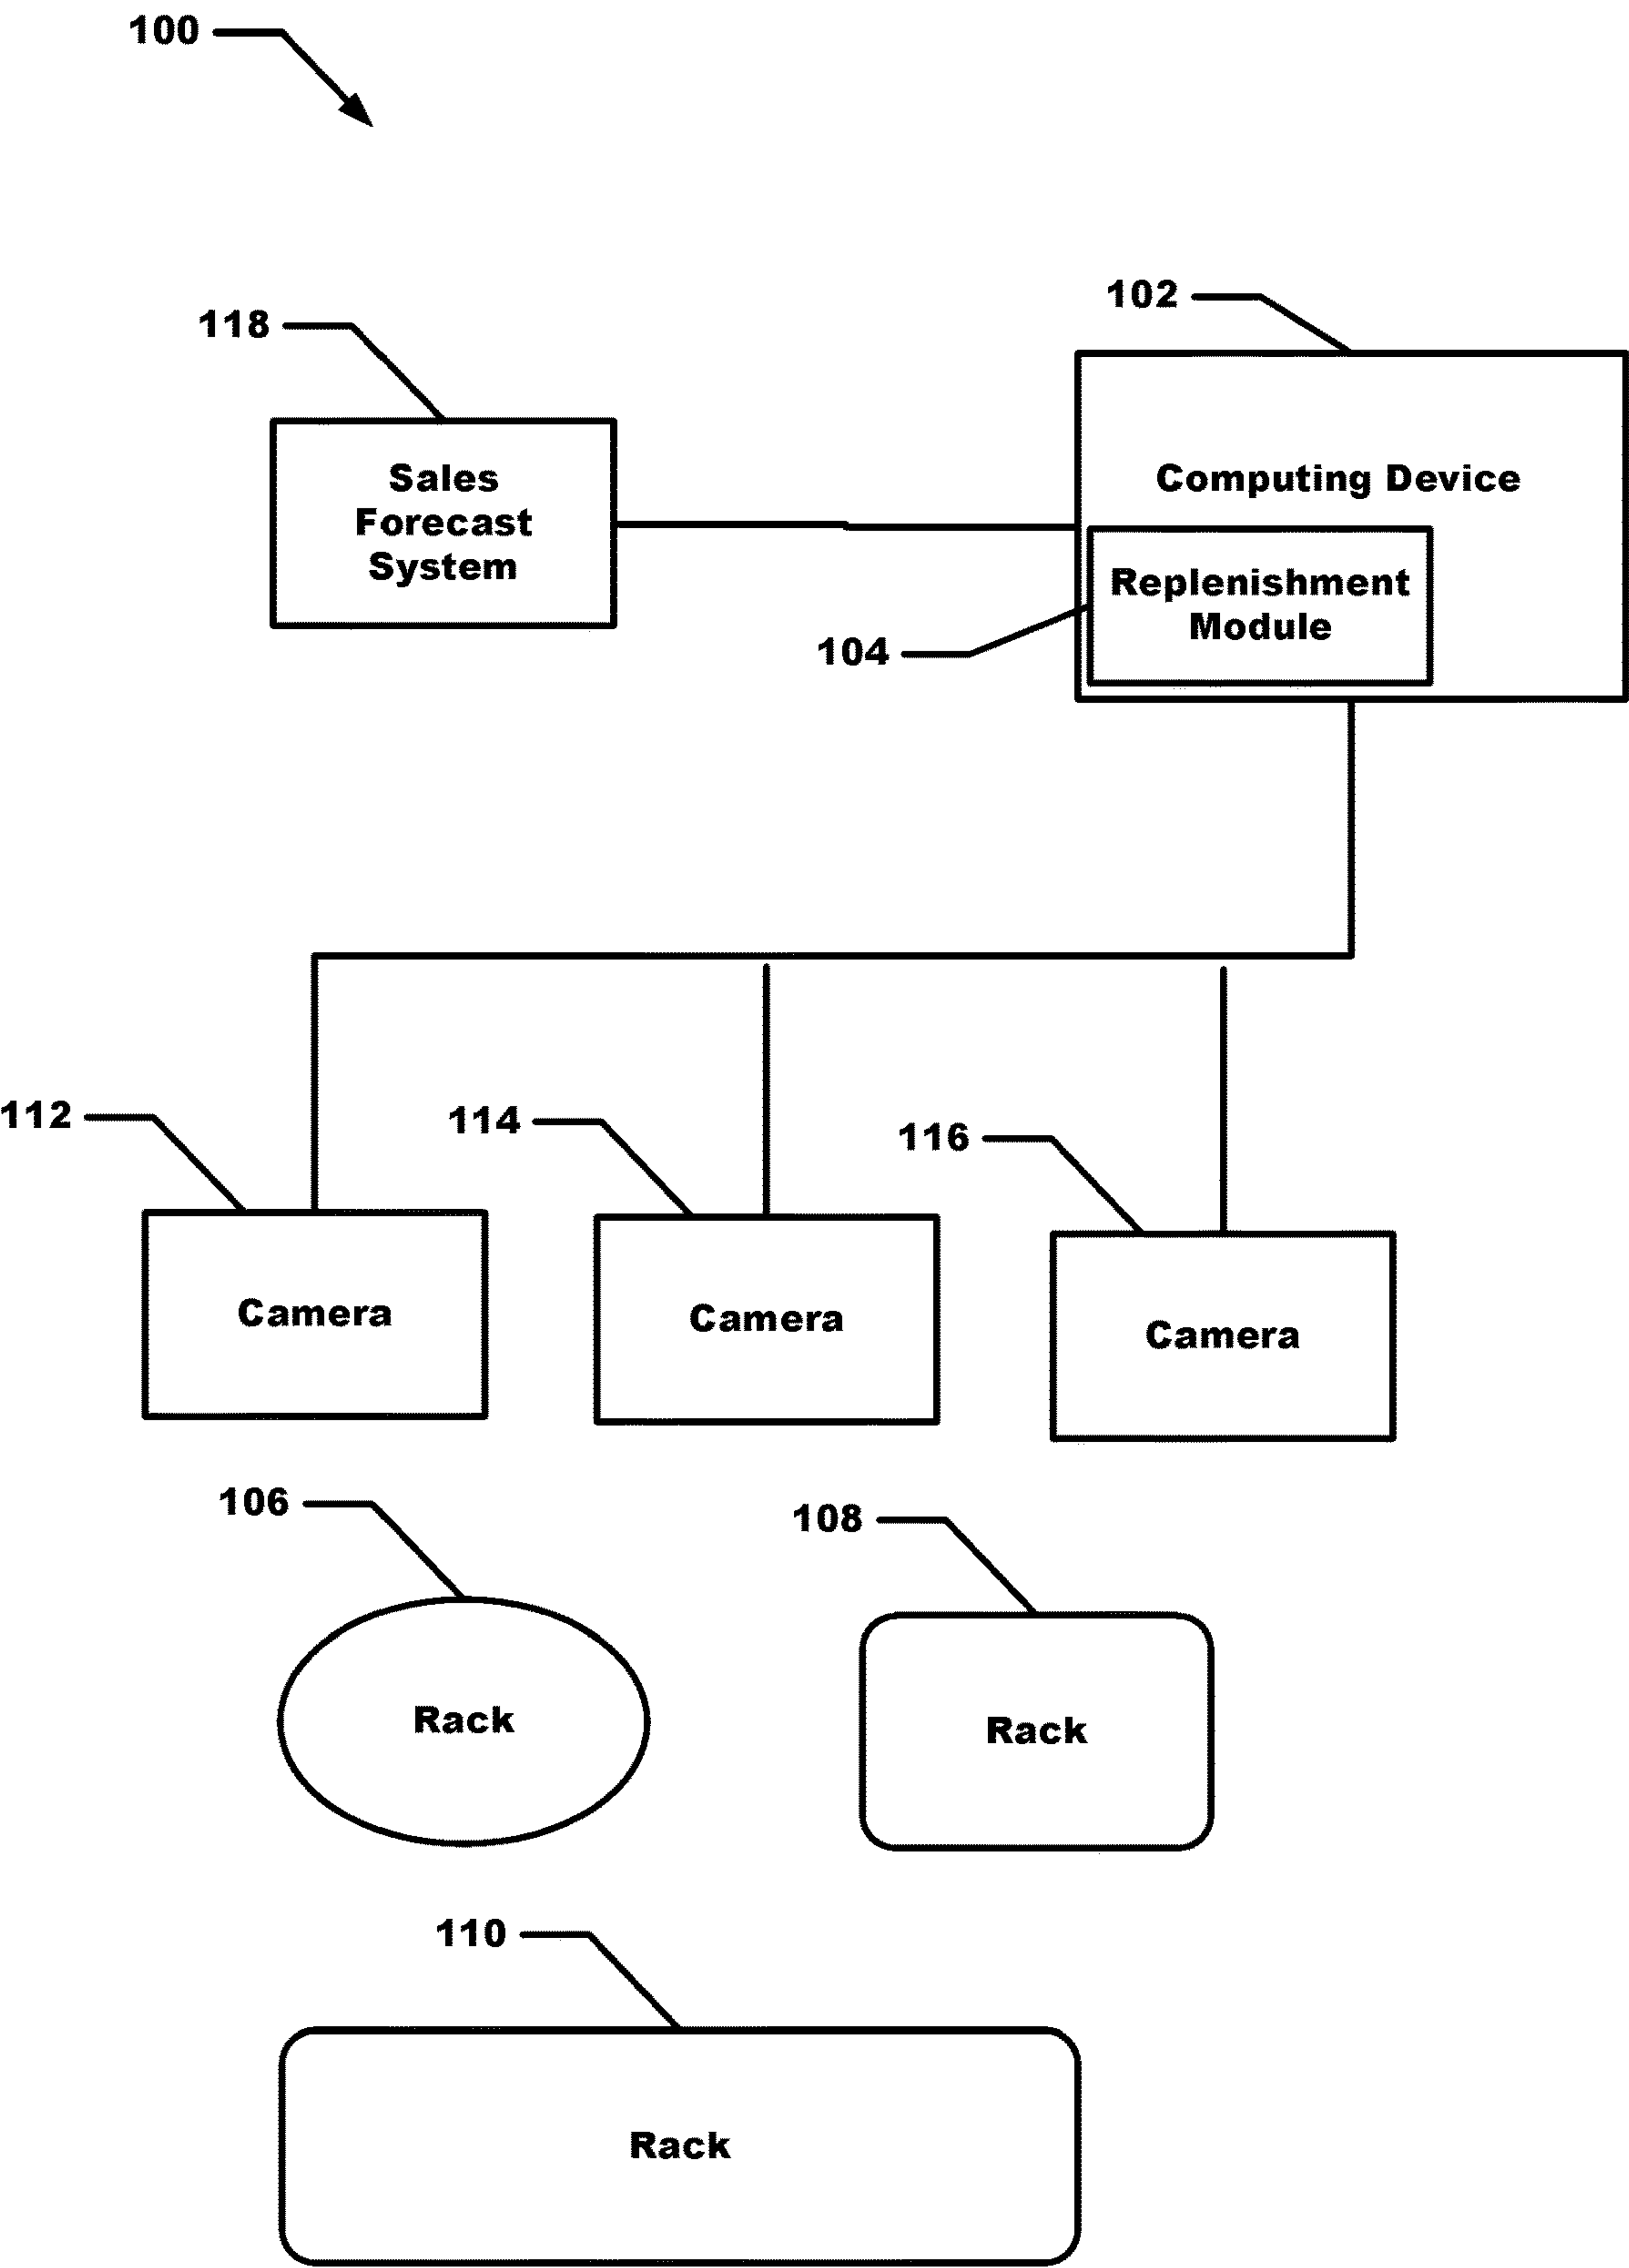 100
102
118
Computing Device
Sales
Forecast
System
Replenishment
Module
104
112
114
116
Camera
Camera
Camera
106
108
Rack
Rack
110
Rack